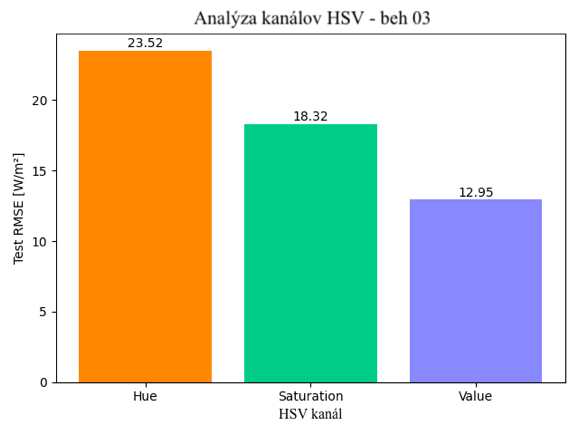 Analýza kanálov HSV - beh 03
23.52
18.32
12.95
20
15
10
5
0
Test RMSE [W/m²]
Hue Saturation Value
HSV kanál